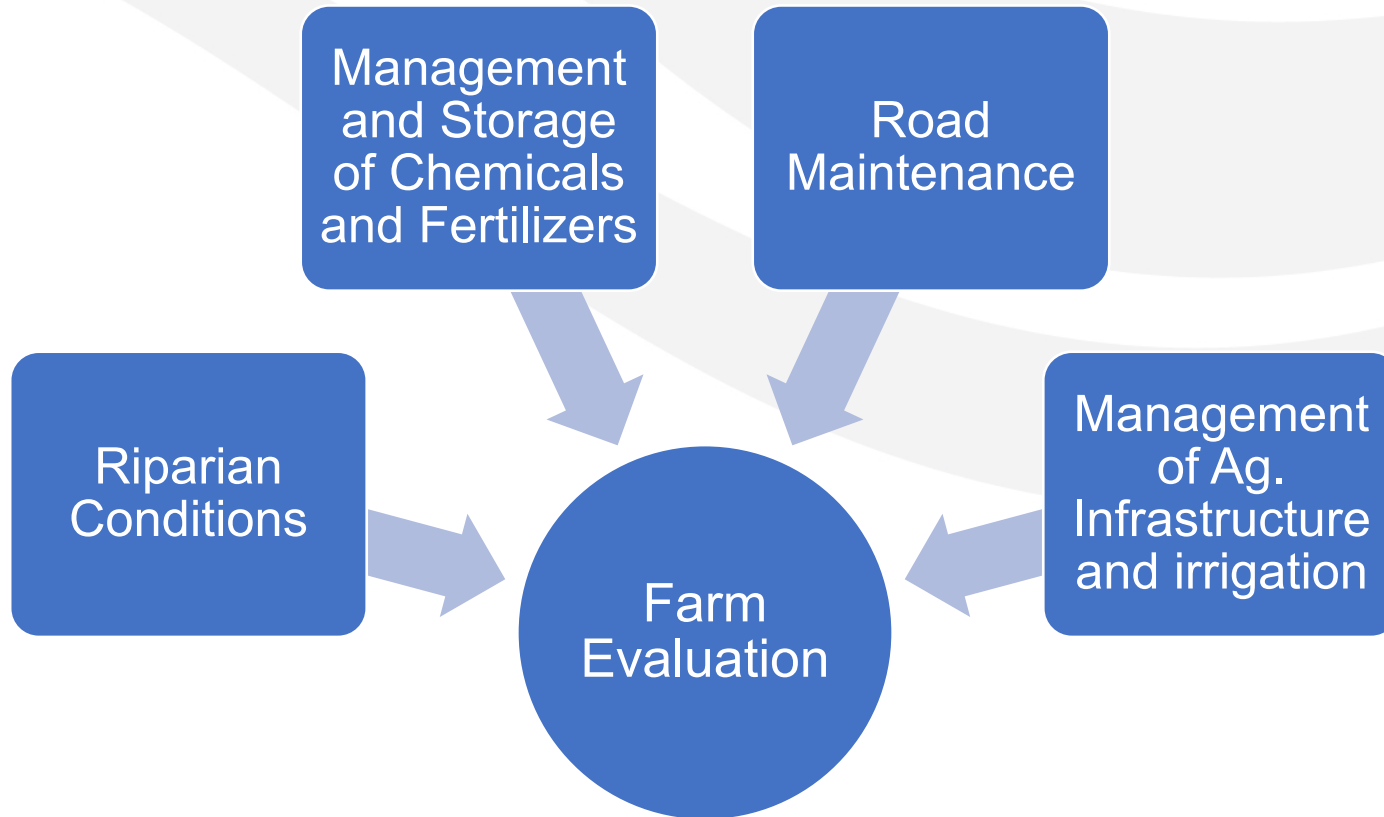 Management
and Storage
of Chemicals
and Fertilizers
Road
Maintenance
Riparian
Conditions
Management
of Ag.
Infrastructure
and irrigation
Farm
Evaluation